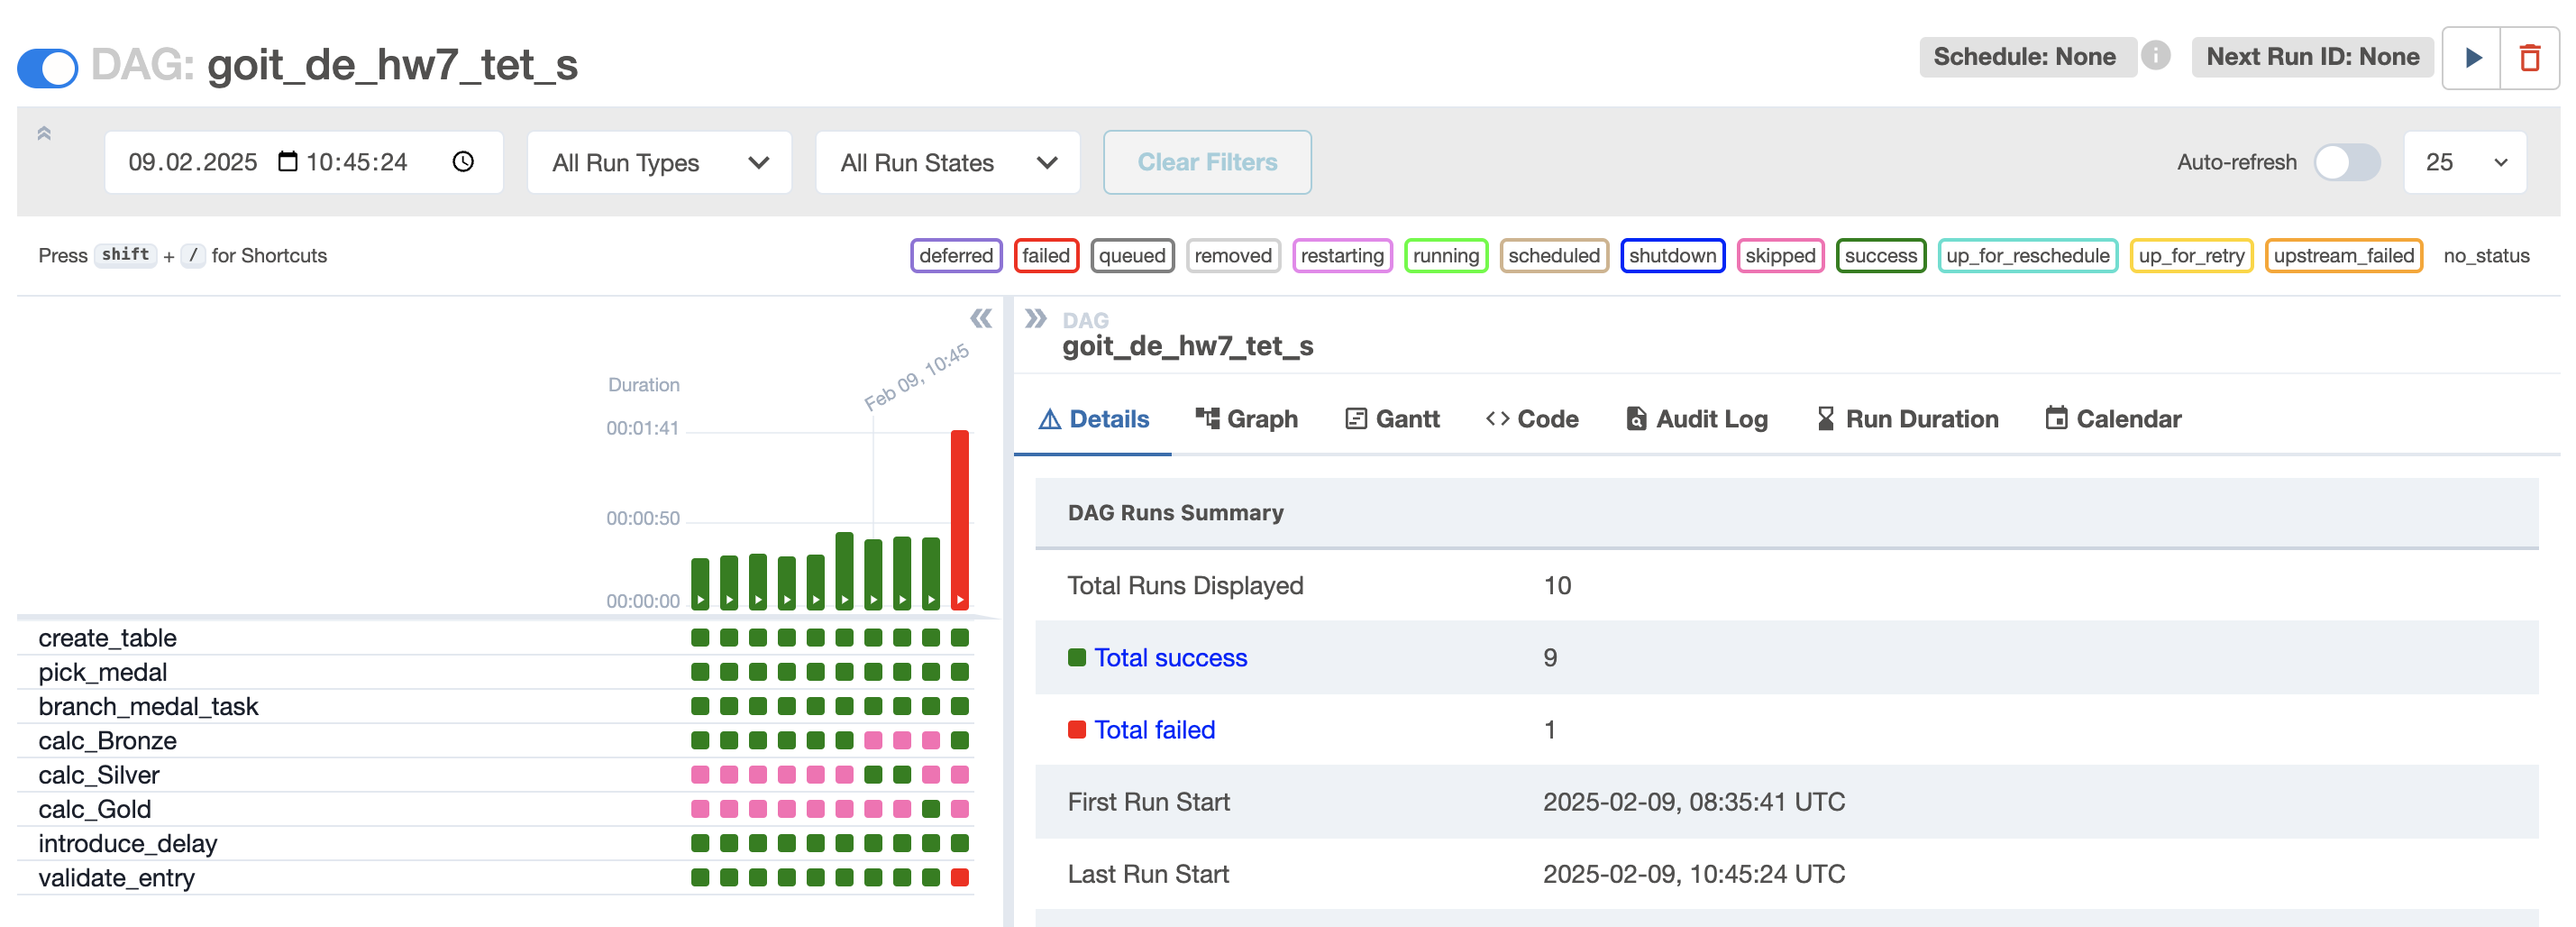 DAG: goit_de_hw7_tet_s
Schedule: None
Next Run ID: None
09.02.2025 10:45:24
All Run Types
All Run States
Clear Filters
Auto-refresh
25
Press shift + / for Shortcuts
deferred failed queued removed restarting running scheduled shutdown skipped success up_for_reschedule up_for_retry upstream_failed no_status
Feb 09, 10:45
Duration
00:01:41
00:00:50
00:00:00
create_table
pick_medal
branch_medal_task
calc_Bronze
calc_Silver
calc_Gold
introduce_delay
validate_entry
DAG
goit_de_hw7_tet_s
Details Graph Gantt Code Audit Log Run Duration Calendar
DAG Runs Summary
Total Runs Displayed 10
Total success 9
Total failed 1
First Run Start 2025-02-09, 08:35:41 UTC
Last Run Start 2025-02-09, 10:45:24 UTC